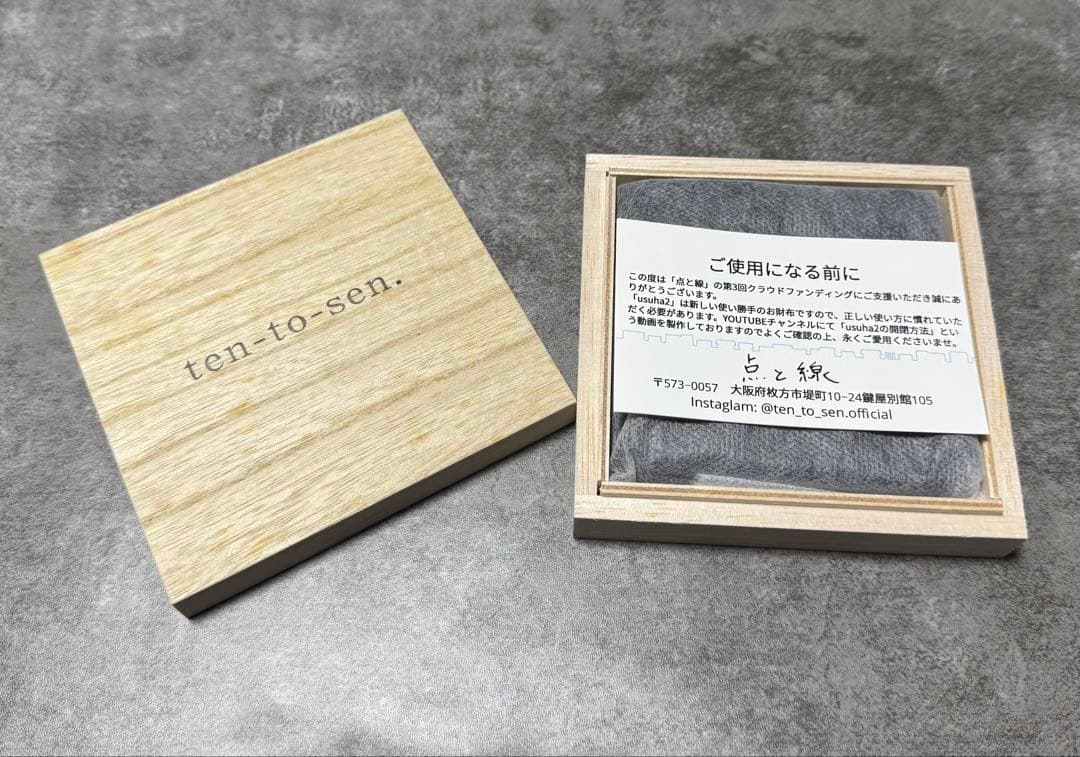 ten-to-sen.
ご使用になる前に
この度は「点と線」の第3回クラウドファンディングにご支援いただき誠にあ
りがとうございます。
「usuha2」は新しい使い勝手のお財布ですので、正しい使い方に慣れていた
だく必要があります。YOUTUBEチャンネルにて「usuha2の開閉方法」とい
う動画を製作しておりますのでよくご確認の上、永くご愛用くださいませ。
点と線
〒573-0057 大阪府枚方市堤町10-24鍵屋別館105
Instaglam: @ten_to_sen.official